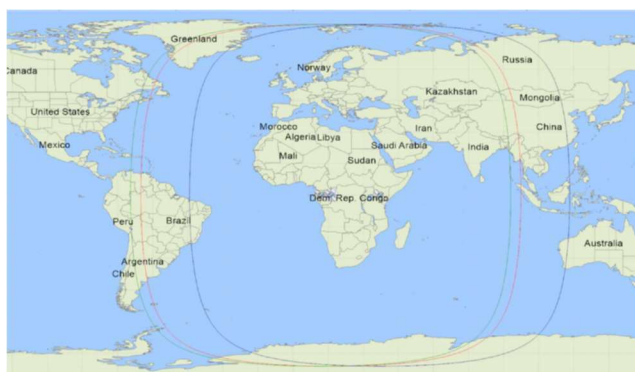 Greenland
Canada
Norway
Russia
Kazakhstan
Mongolia
United States
China
Morocco
Algeria
Libya
Iran
Mexico
Mali
Saudi Arabia
India
Sudan
Dem. Rep. Congo
Peru
Brazil
Australia
Argentina
Chile